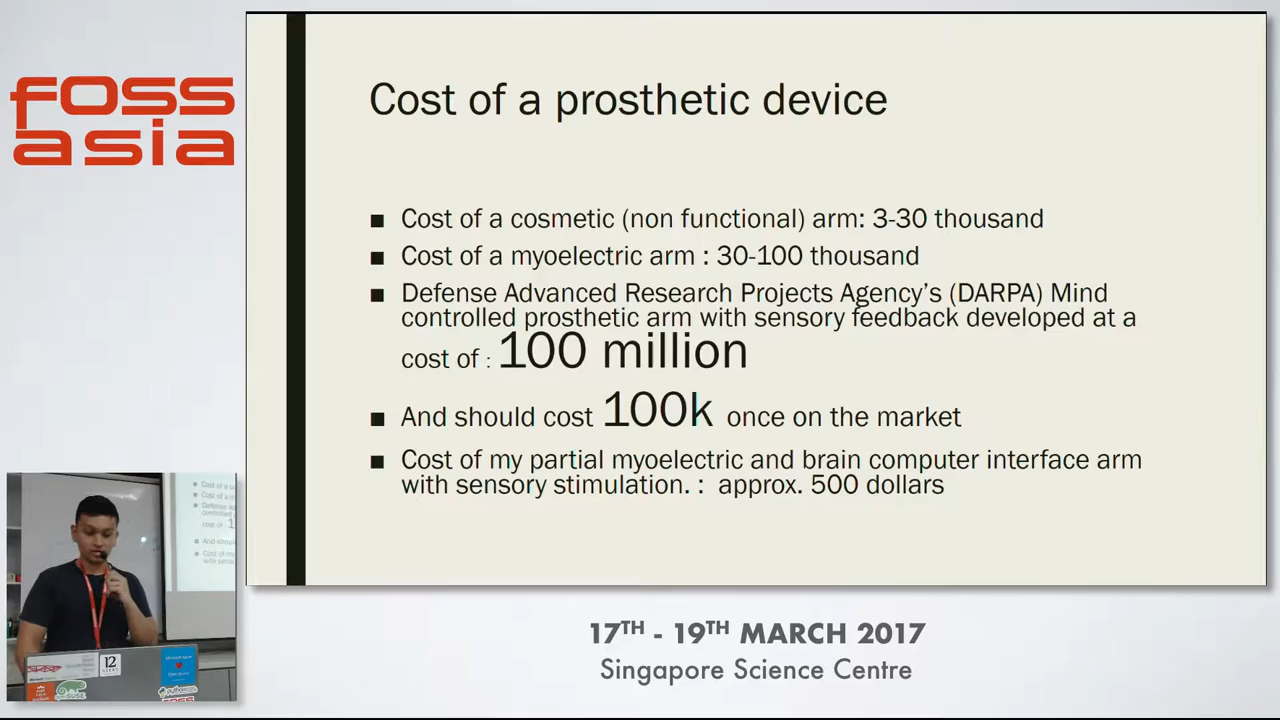 foss
asia
Cost of a prosthetic device
■ Cost of a cosmetic (non functional) arm: 3-30 thousand
■ Cost of a myoelectric arm : 30-100 thousand
■ Defense Advanced Research Projects Agency's (DARPA) Mind
controlled prosthetic arm with sensory feedback developed at a
cost of : 100 million
■ And should cost 100k once on the market
■ Cost of my partial myoelectric and brain computer interface arm
with sensory stimulation. : approx. 500 dollars
12
17TH - 19TH MARCH 2017
Singapore Science Centre